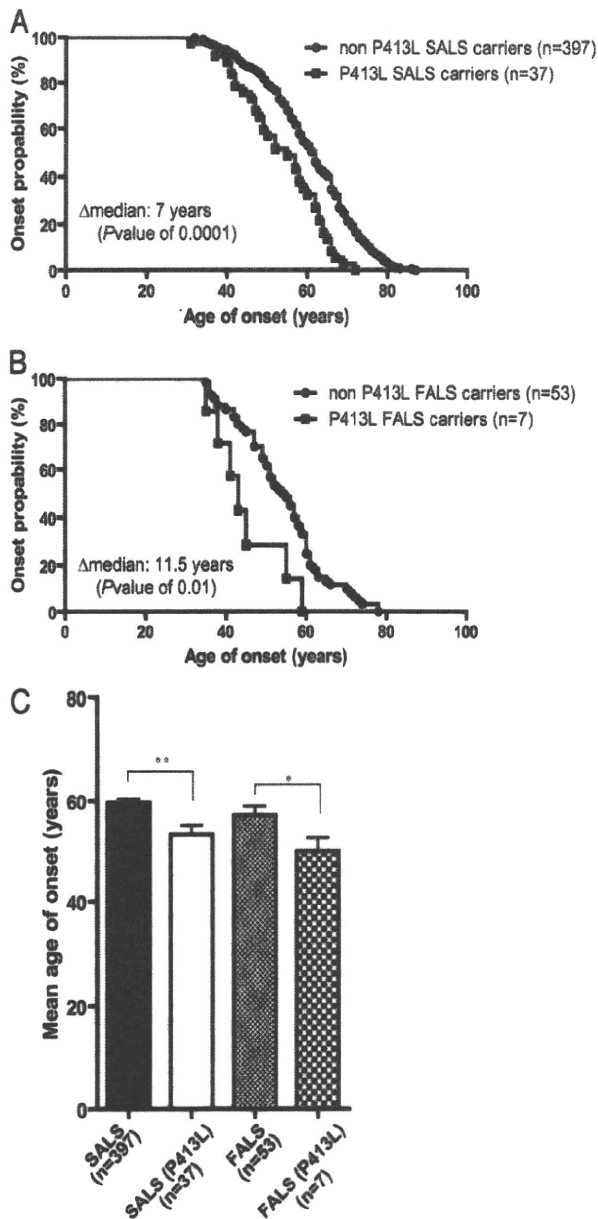 A
Onset propability (%)
100
80
60
40
20
0
non P413L SALS carriers (n=397)
P413L SALS carriers (n=37)
Δmedian: 7 years
(Pvalue of 0.0001)
0 20 40 60 80 100
Age of onset (years)
B
Onset propability (%)
100
80
60
40
20
0
non P413L FALS carriers (n=53)
P413L FALS carriers (n=7)
Δmedian: 11.5 years
(Pvalue of 0.01)
0 20 40 60 80 100
Age of onset (years)
C
Mean age of onset (years)
80
60
40
20
0
**
*
SALS
(n=397)
SALS (P413L)
(n=37)
FALS
(n=53)
FALS (P413L)
(n=7)